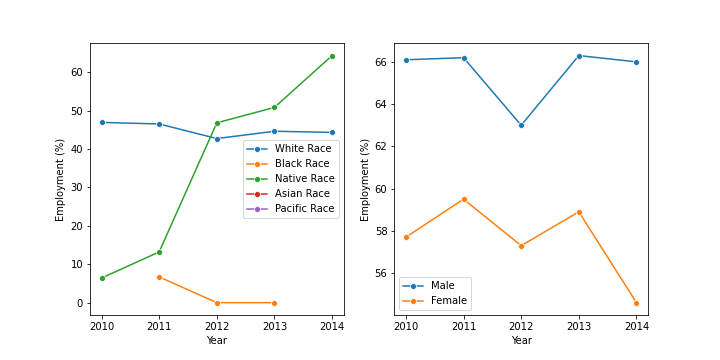 60
50
40
30
20
10
0
Employment (%)
White Race
Black Race
Native Race
Asian Race
Pacific Race
2010 2011 2012 2013 2014
Year
66
64
62
60
58
56
Employment (%)
Male
Female
2010 2011 2012 2013 2014
Year